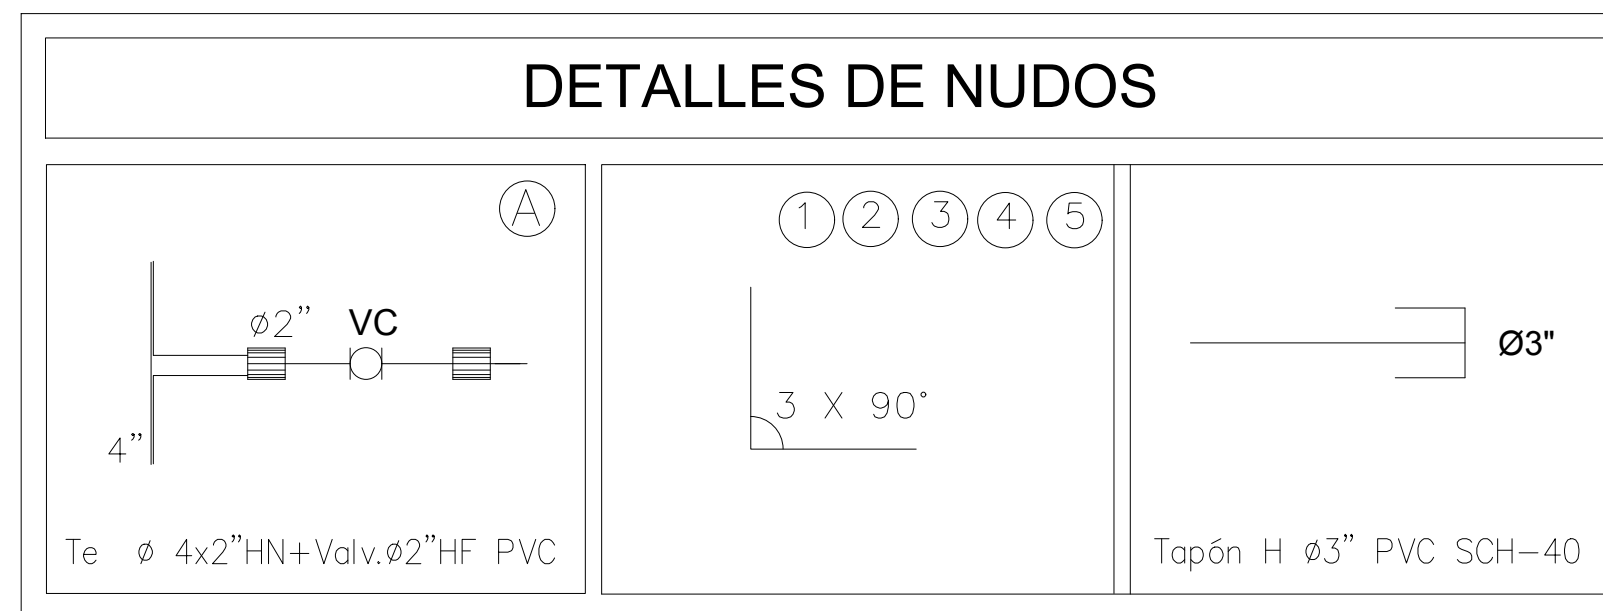 DETALLES DE NUDOS
A
ø2” VC
4”
Te ø 4x2”HN+Valv.ø2”HF PVC
1 2 3 4 5
3 X 90°
Ø3"
Tapón H ø3” PVC SCH-40